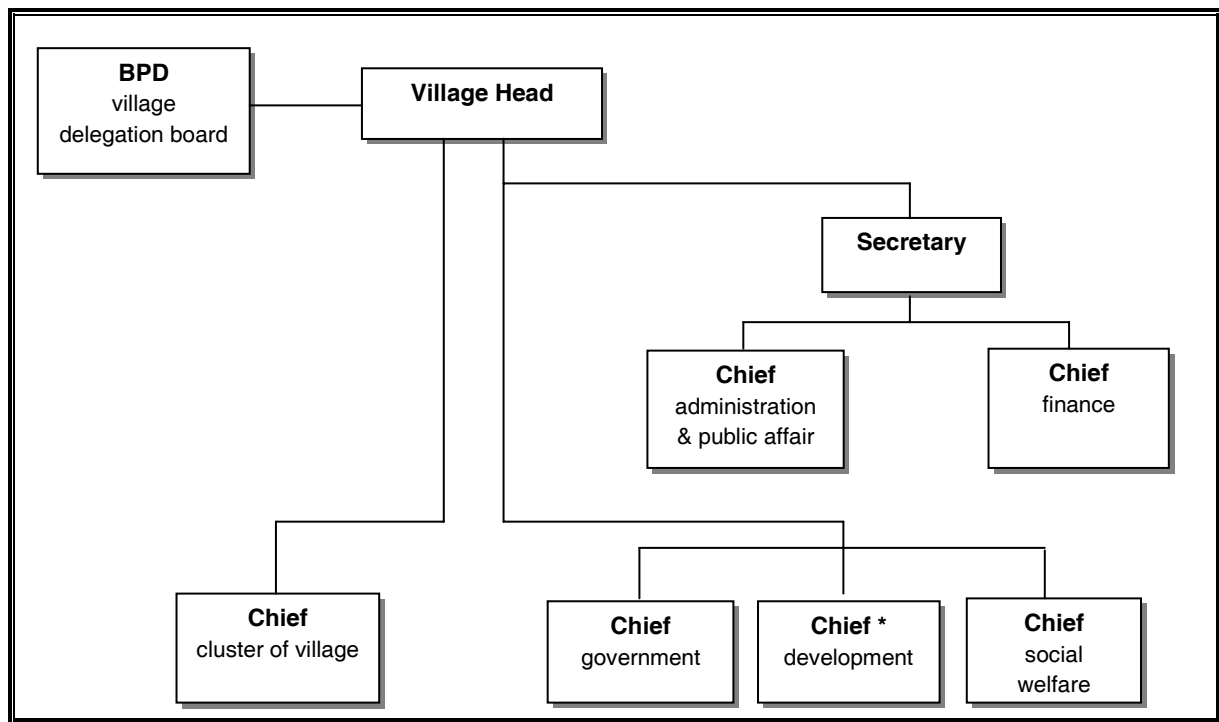 BPD
village
delegation board
Village Head
Secretary
Chief
administration
& public affair
Chief
finance
Chief
cluster of village
Chief
government
Chief *
development
Chief
social
welfare